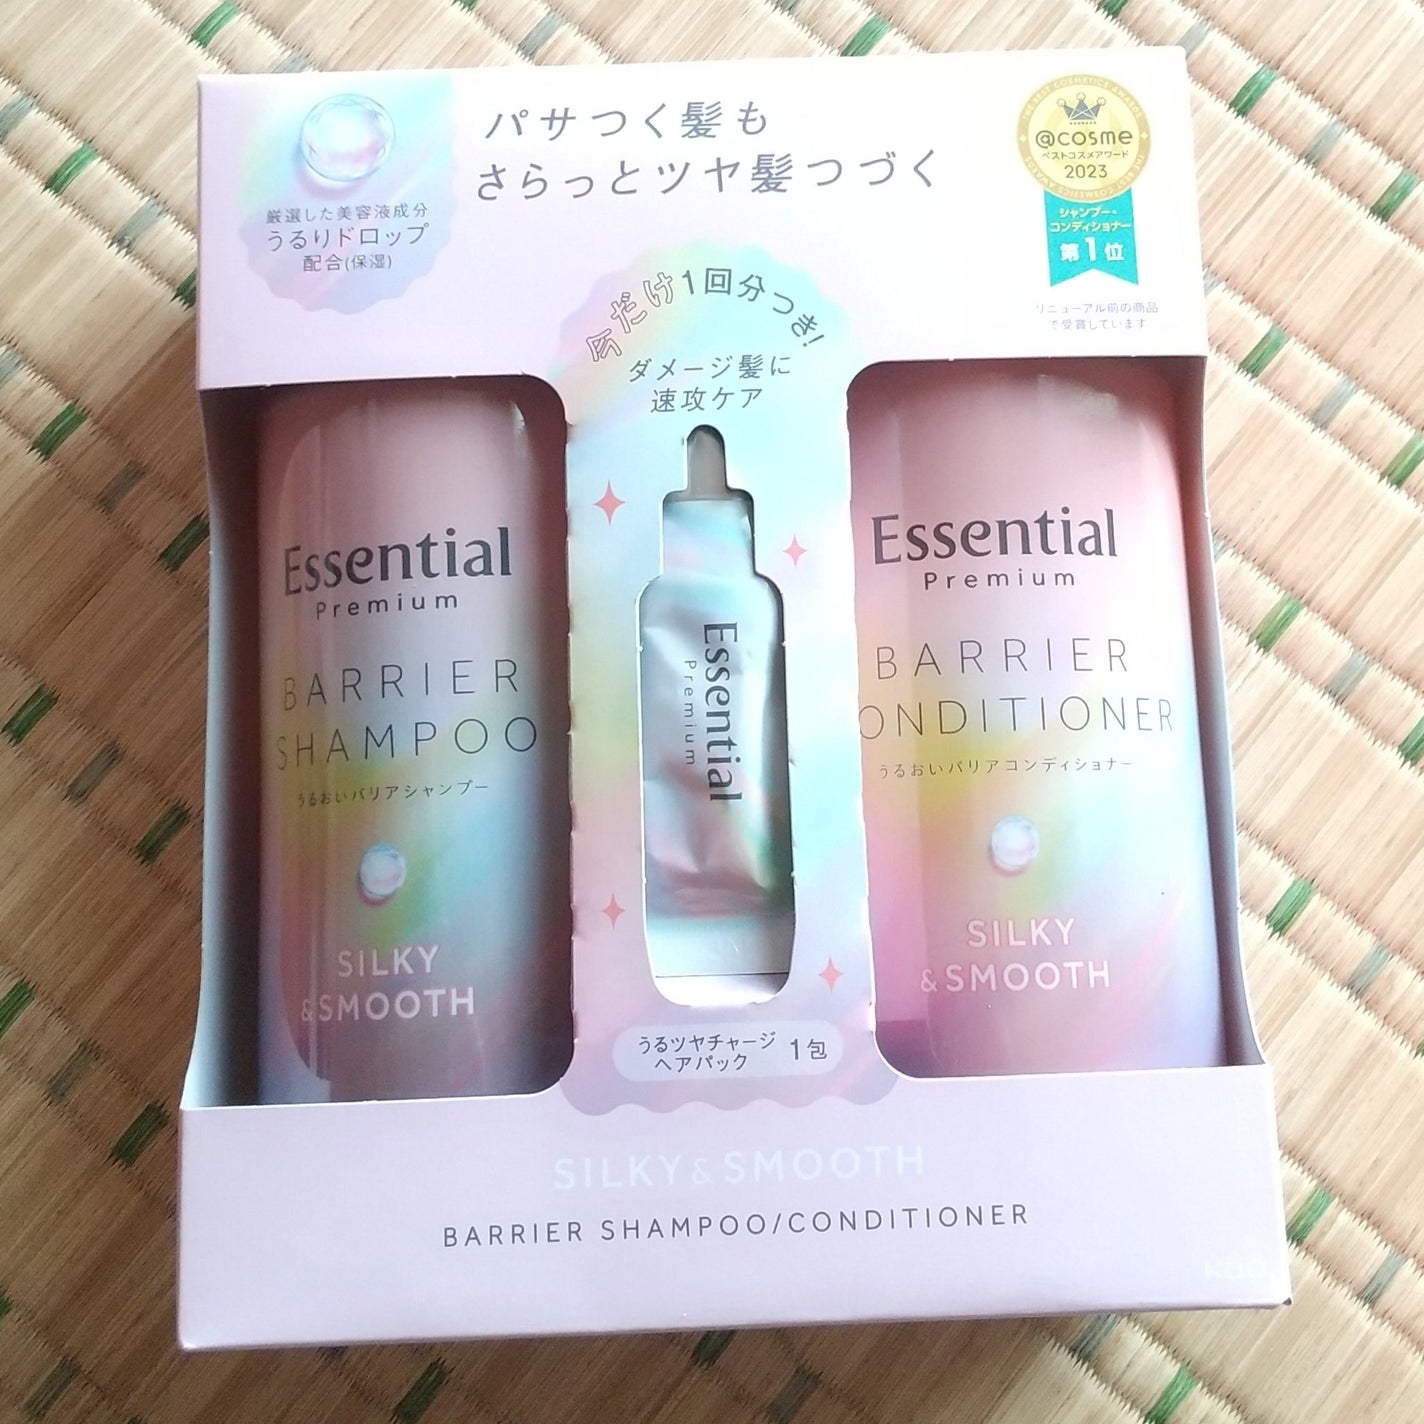 パサつく髪も
さらっとツヤ髪つづく
厳選した美容液成分
うるりドロップ
配合(保湿)
THE BEST COSMETICS AWARDS
@cosme
ベストコスメアワード
2023
シャンプー・
コンディショナー
第1位
リニューアル前の商品
で受賞しています
今だけ1回分つき!
ダメージ髪に
速攻ケア
Essential
Premium
BARRIER
SHAMPOO
うるおいバリアシャンプー
SILKY
&SMOOTH
Essential
Premium
うるツヤチャージ
ヘアパック
1包
Essential
Premium
BARRIER
ONDITIONER
うるおいバリアコンディショナー
SILKY
&SMOOTH
SILKY&SMOOTH
BARRIER SHAMPOO/CONDITIONER
Kao